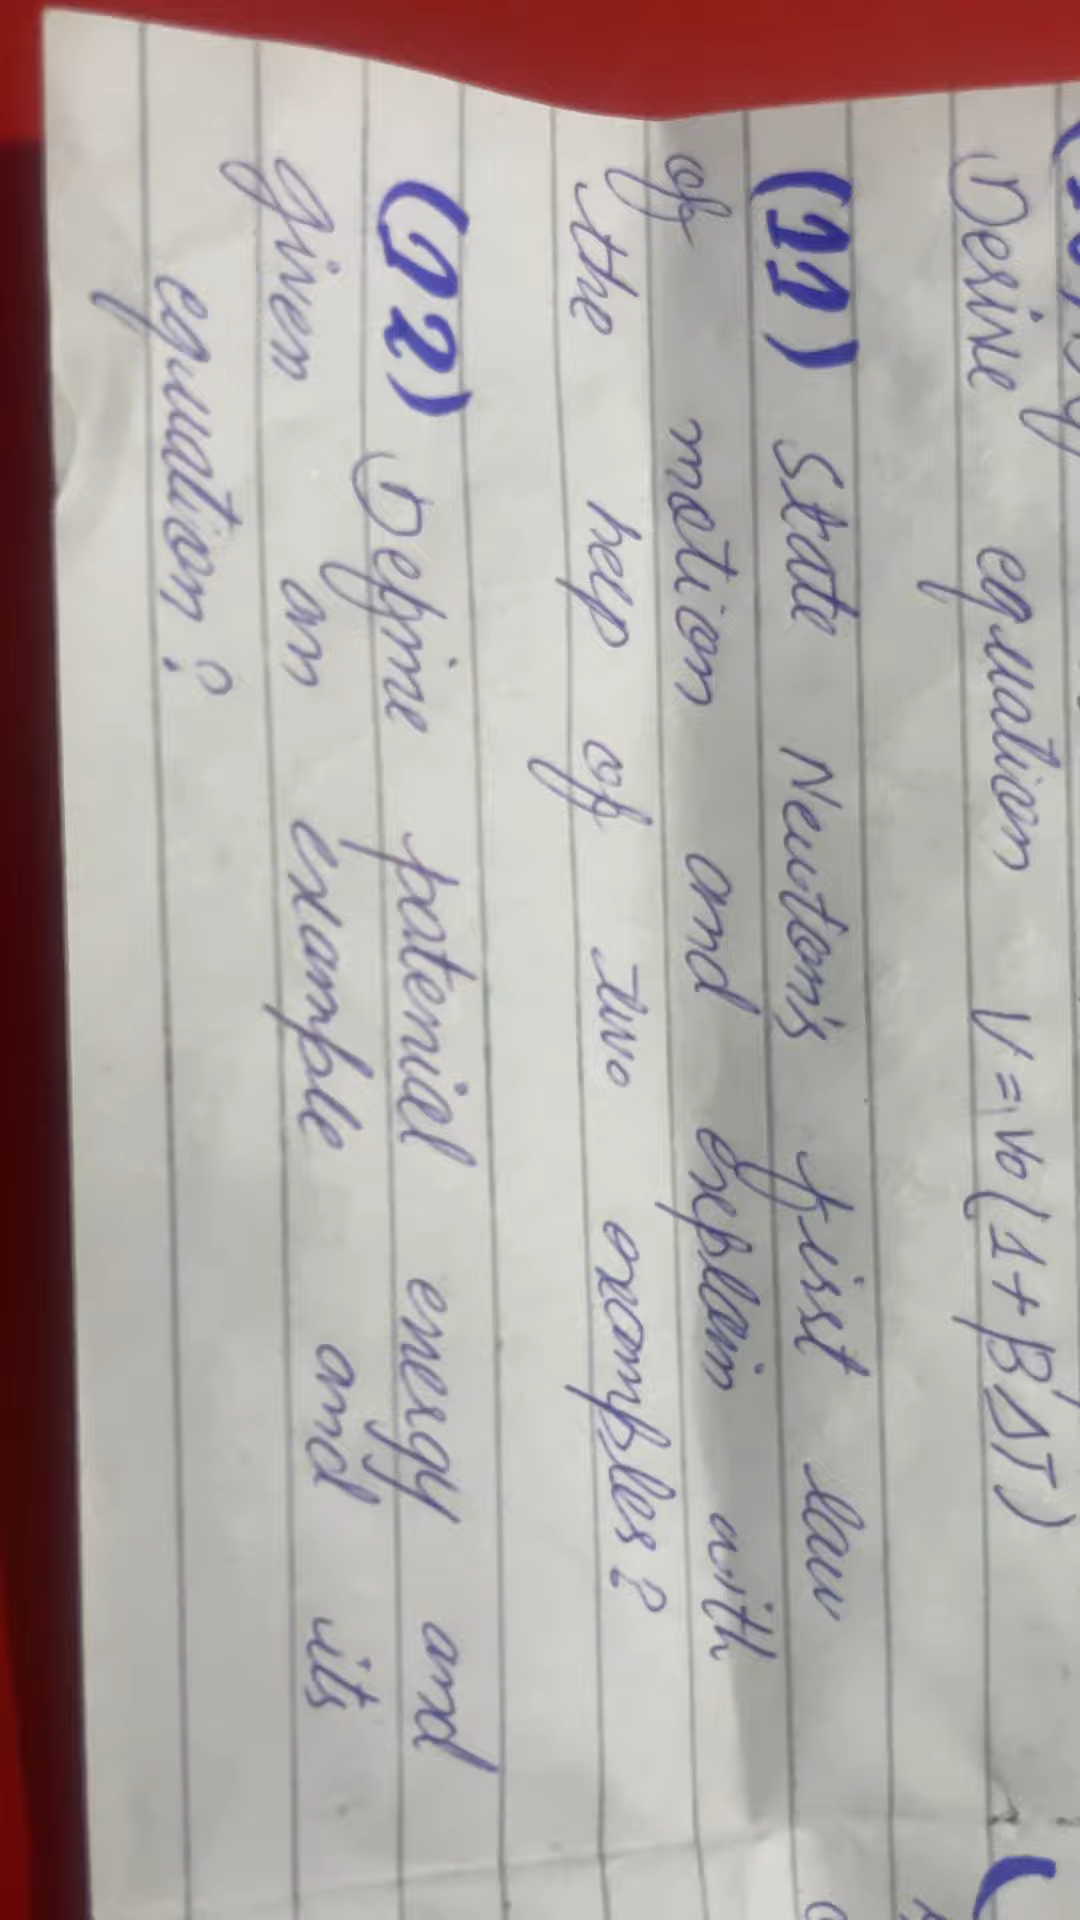 Derive equation V = V₀ (1 + βΔT)
(11) State Newton's first law
of motion and explain with
the help of two examples?
(12) Define patenial energy and
given an example and its
equation?